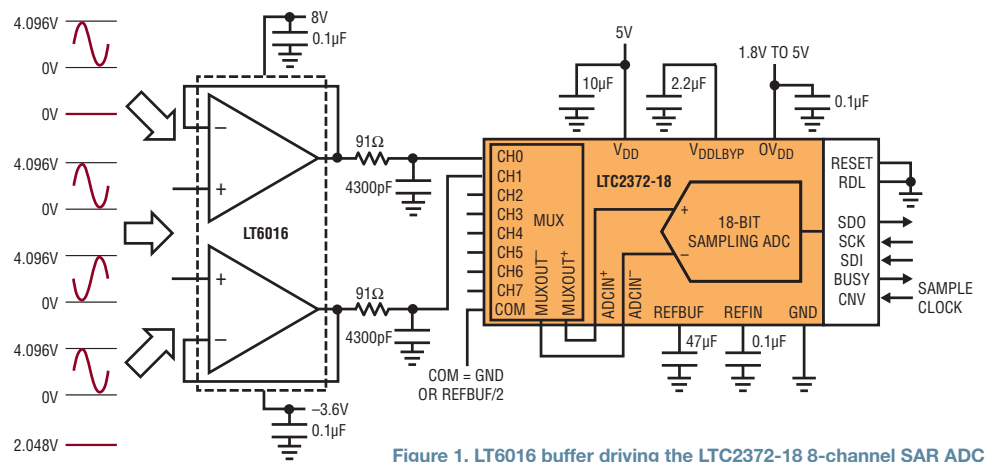 4.096V
0V
0V
4.096V
0V
4.096V
0V
4.096V
0V
2.048V
8V
0.1µF
–
+
LT6016
+
–
–3.6V
0.1µF
91Ω
4300pF
91Ω
4300pF
COM = GND
OR REFBUF/2
5V
10µF
2.2µF
1.8V TO 5V
0.1µF
VDD
VDDLBYP
OVDD
LTC2372-18
CH0
CH1
CH2
CH3
CH4
CH5
CH6
CH7
COM
MUX
MUXOUT–
MUXOUT+
ADCIN+
ADCIN–
+
–
18-BIT
SAMPLING ADC
REFBUF
REFIN
GND
47µF
0.1µF
RESET
RDL
SDO
SCK
SDI
BUSY
CNV
SAMPLE
CLOCK
Figure 1. LT6016 buffer driving the LTC2372-18 8-channel SAR ADC